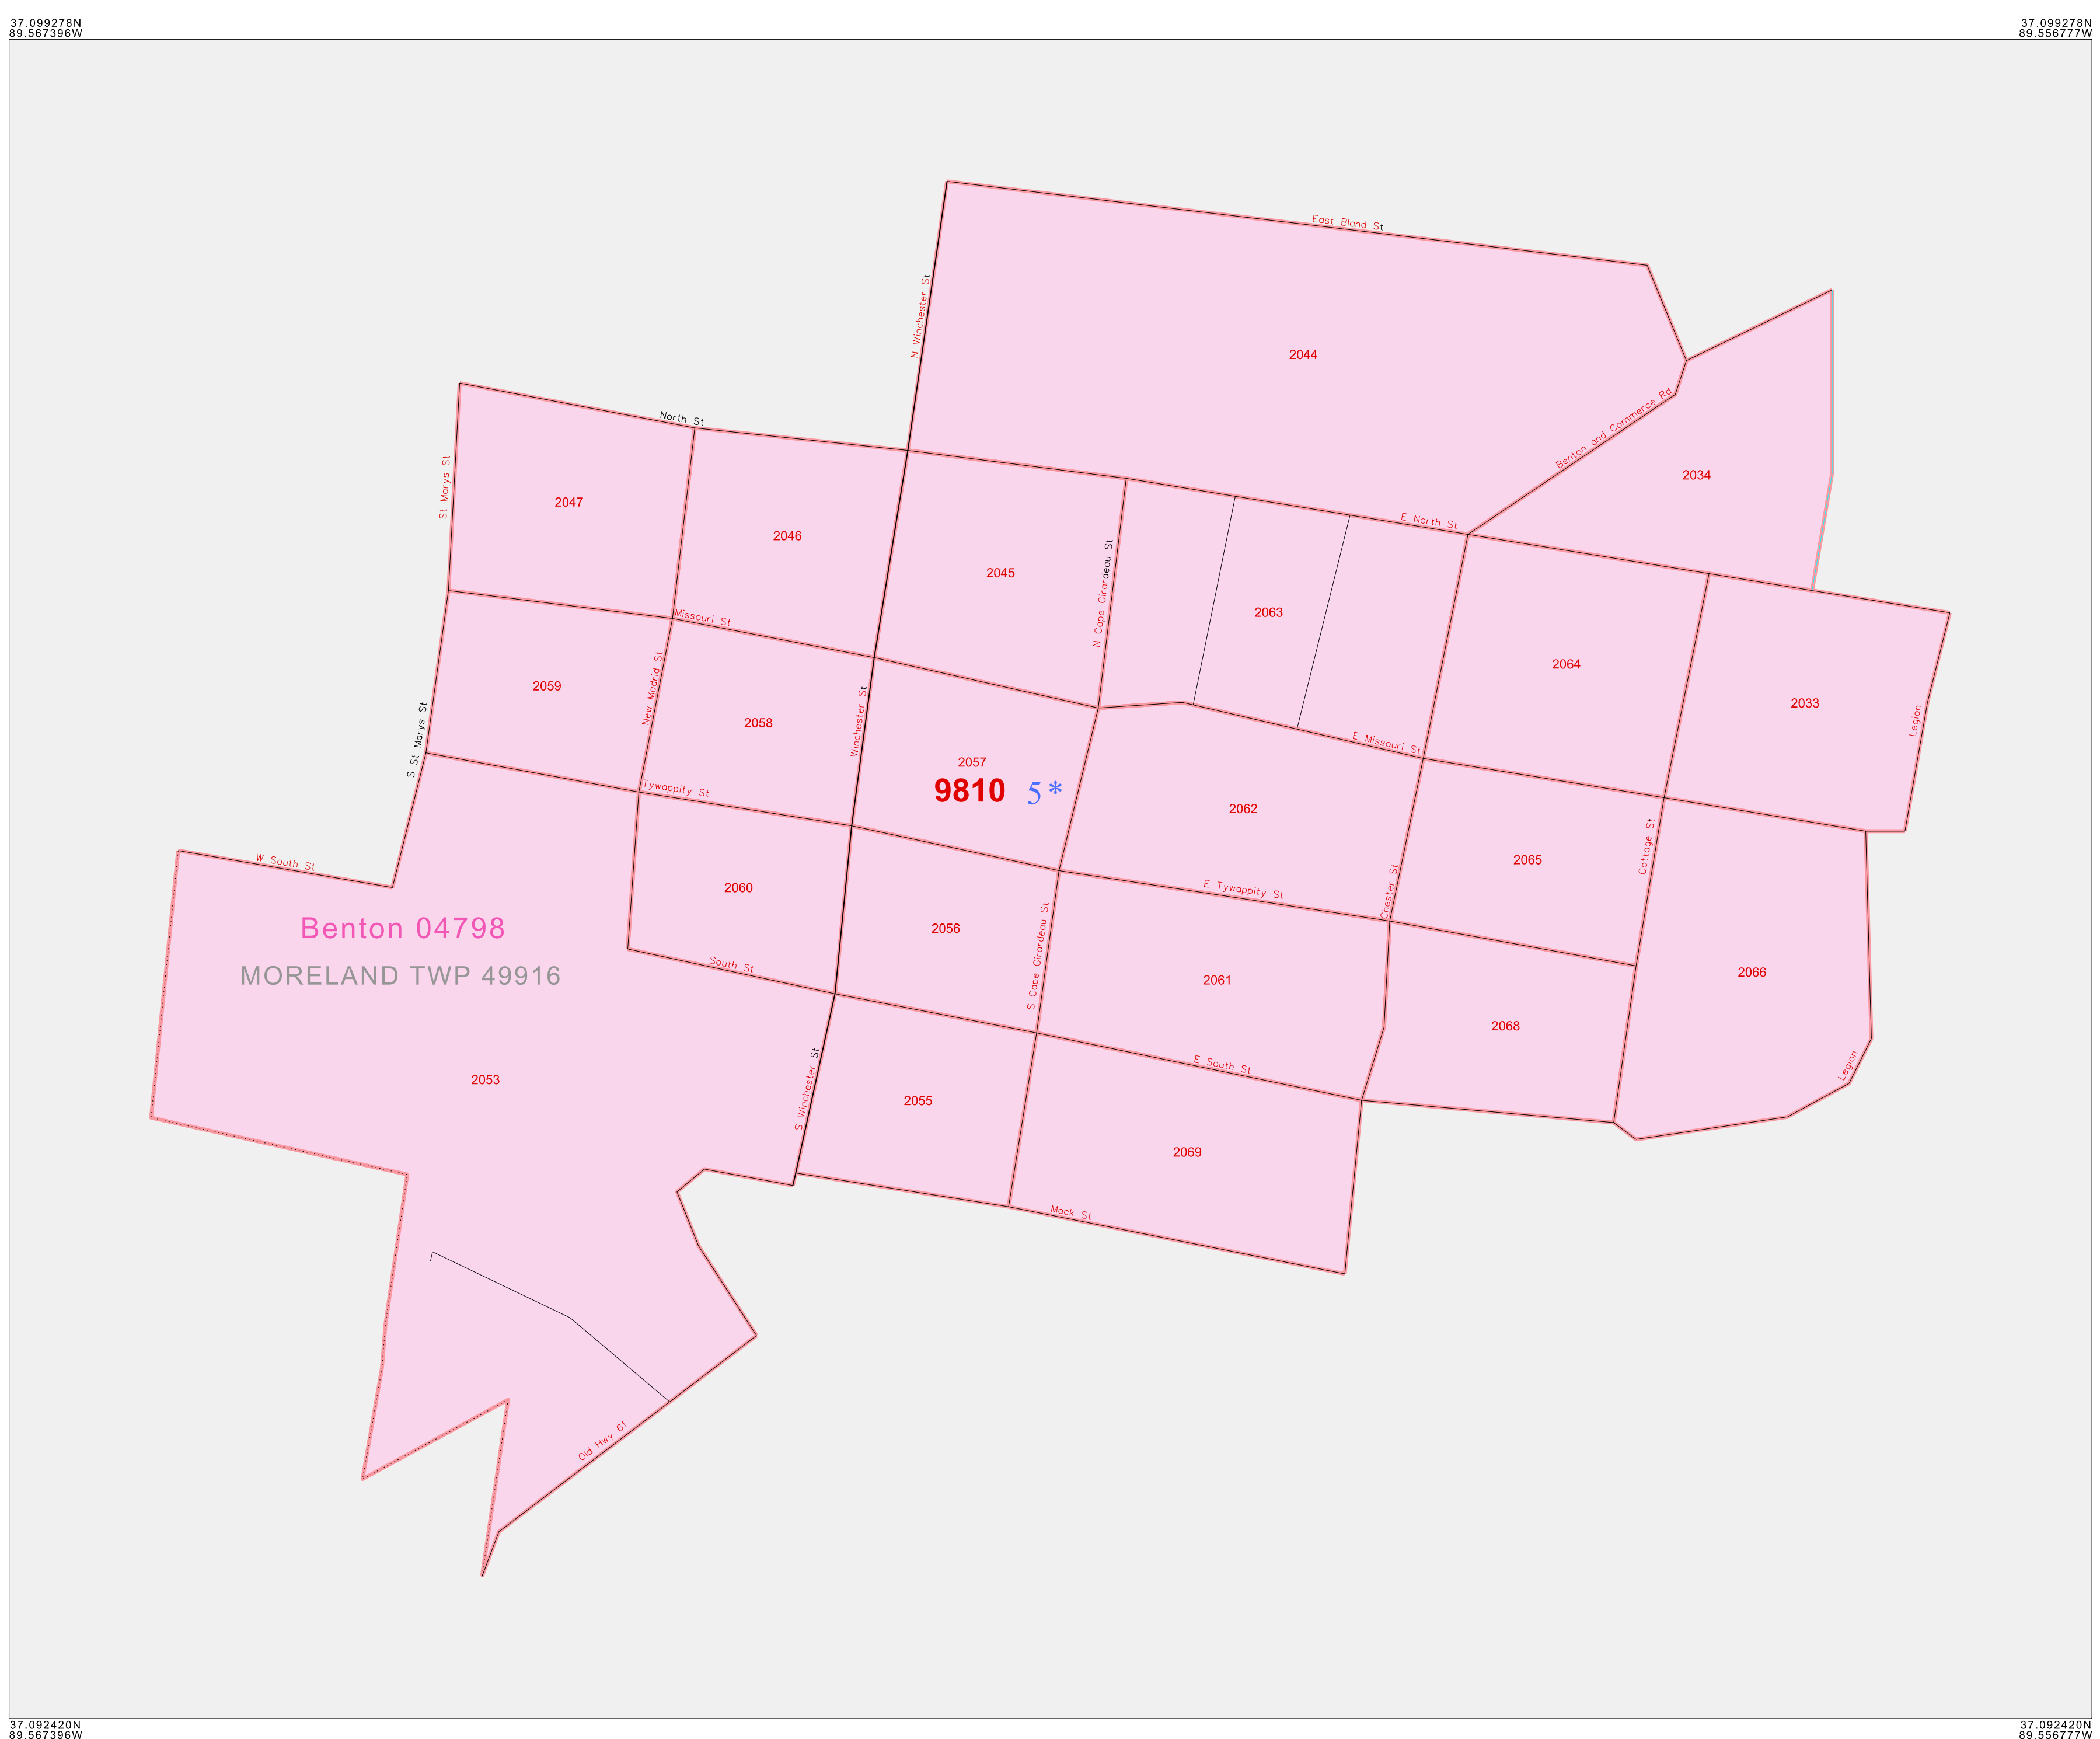 37.099278N
89.567396W
37.099278N
89.556777W
East Bland St
N Winchester St
2044
Benton and Commerce Rd
North St
St Marys St
2034
2047
E North St
2046
N Cape Girardeau St
2045
2063
Missouri St
New Madrid St
2064
2059
Winchester St
2033
Legion
2058
S St Marys St
E Missouri St
2057
9810 5*
Tywappity St
2062
Cottage St
2065
W South St
E Tywappity St
Chester St
2060
Benton 04798
2056
S Cape Girardeau St
MORELAND TWP 49916
South St
2061
2066
2068
E South St
Legion
2053
S Winchester St
2055
2069
Mack St
Old Hwy 61
37.092420N
89.567396W
37.092420N
89.556777W